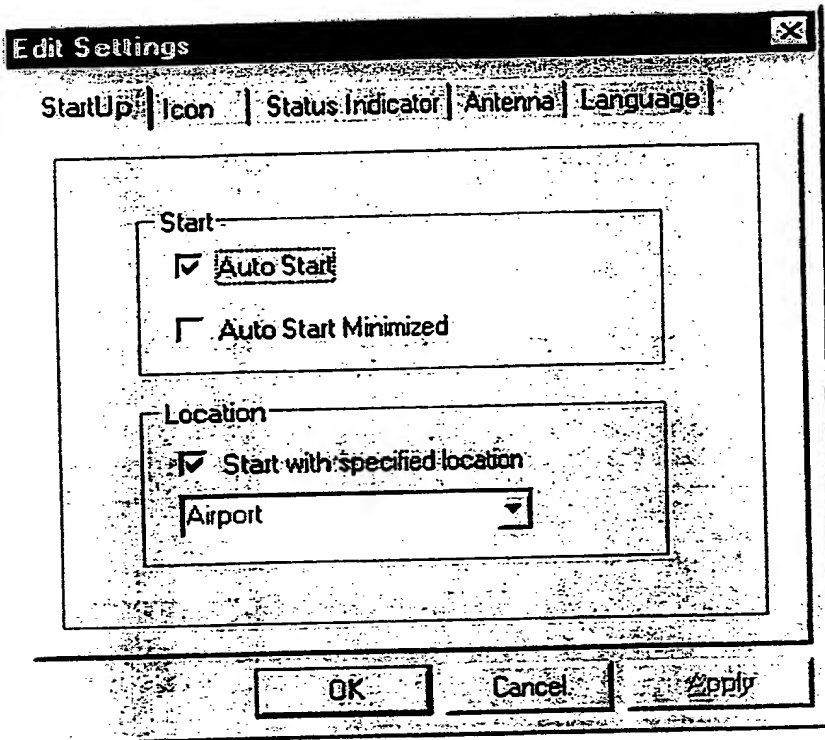 Edit Settings
StartUp Icon Status Indicator Antenna Language
Start
Auto Start
Auto Start Minimized
Location
Start with specified location
Airport
OK Cancel Apply